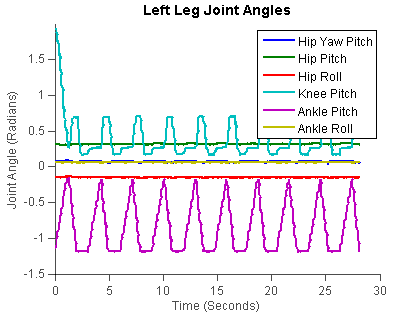 Left Leg Joint Angles
Hip Yaw Pitch
Hip Pitch
Hip Roll
Knee Pitch
Ankle Pitch
Ankle Roll
Joint Angle (Radians)
1.5
1
0.5
0
-0.5
-1
-1.5
0 5 10 15 20 25 30
Time (Seconds)